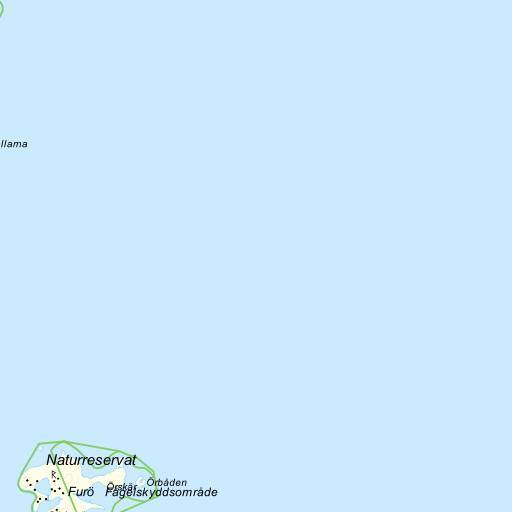 llama
Naturreservat
Örbåden
Örskär
Furö
Fågelskyddsområde